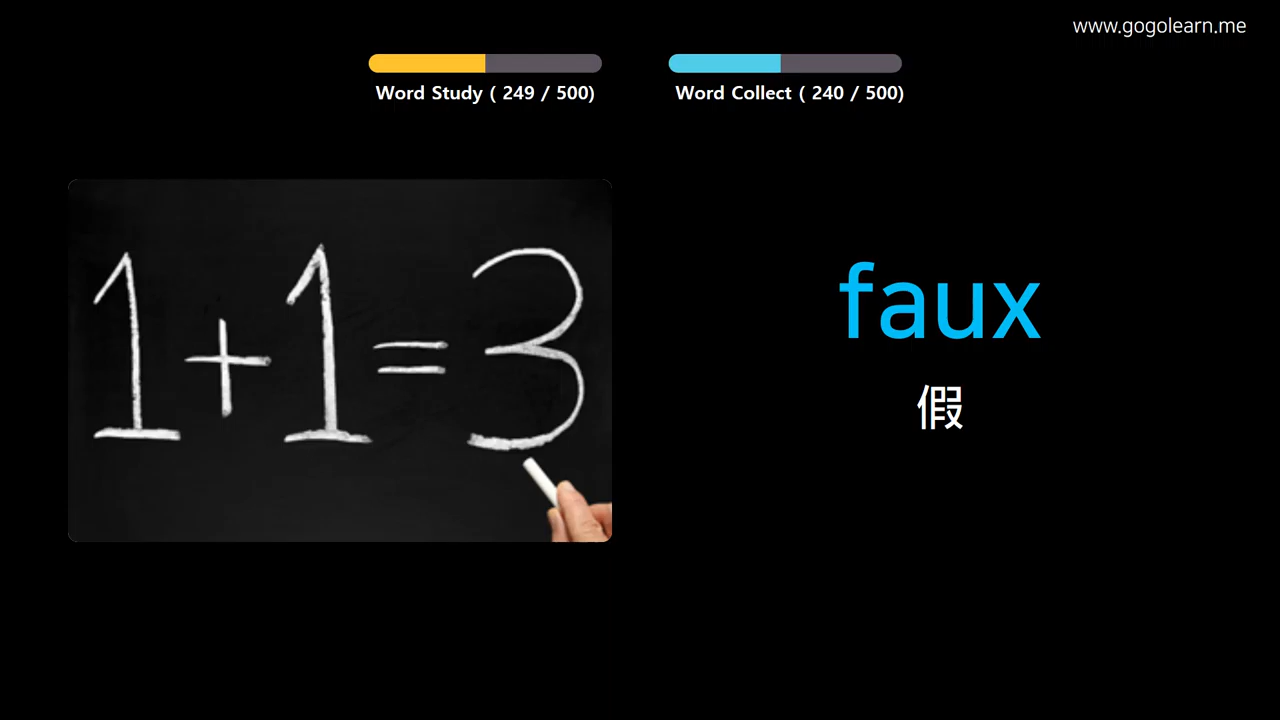 www.gogolearn.me
Word Study ( 249 / 500)
Word Collect ( 240 / 500)
1+1=3
faux
假